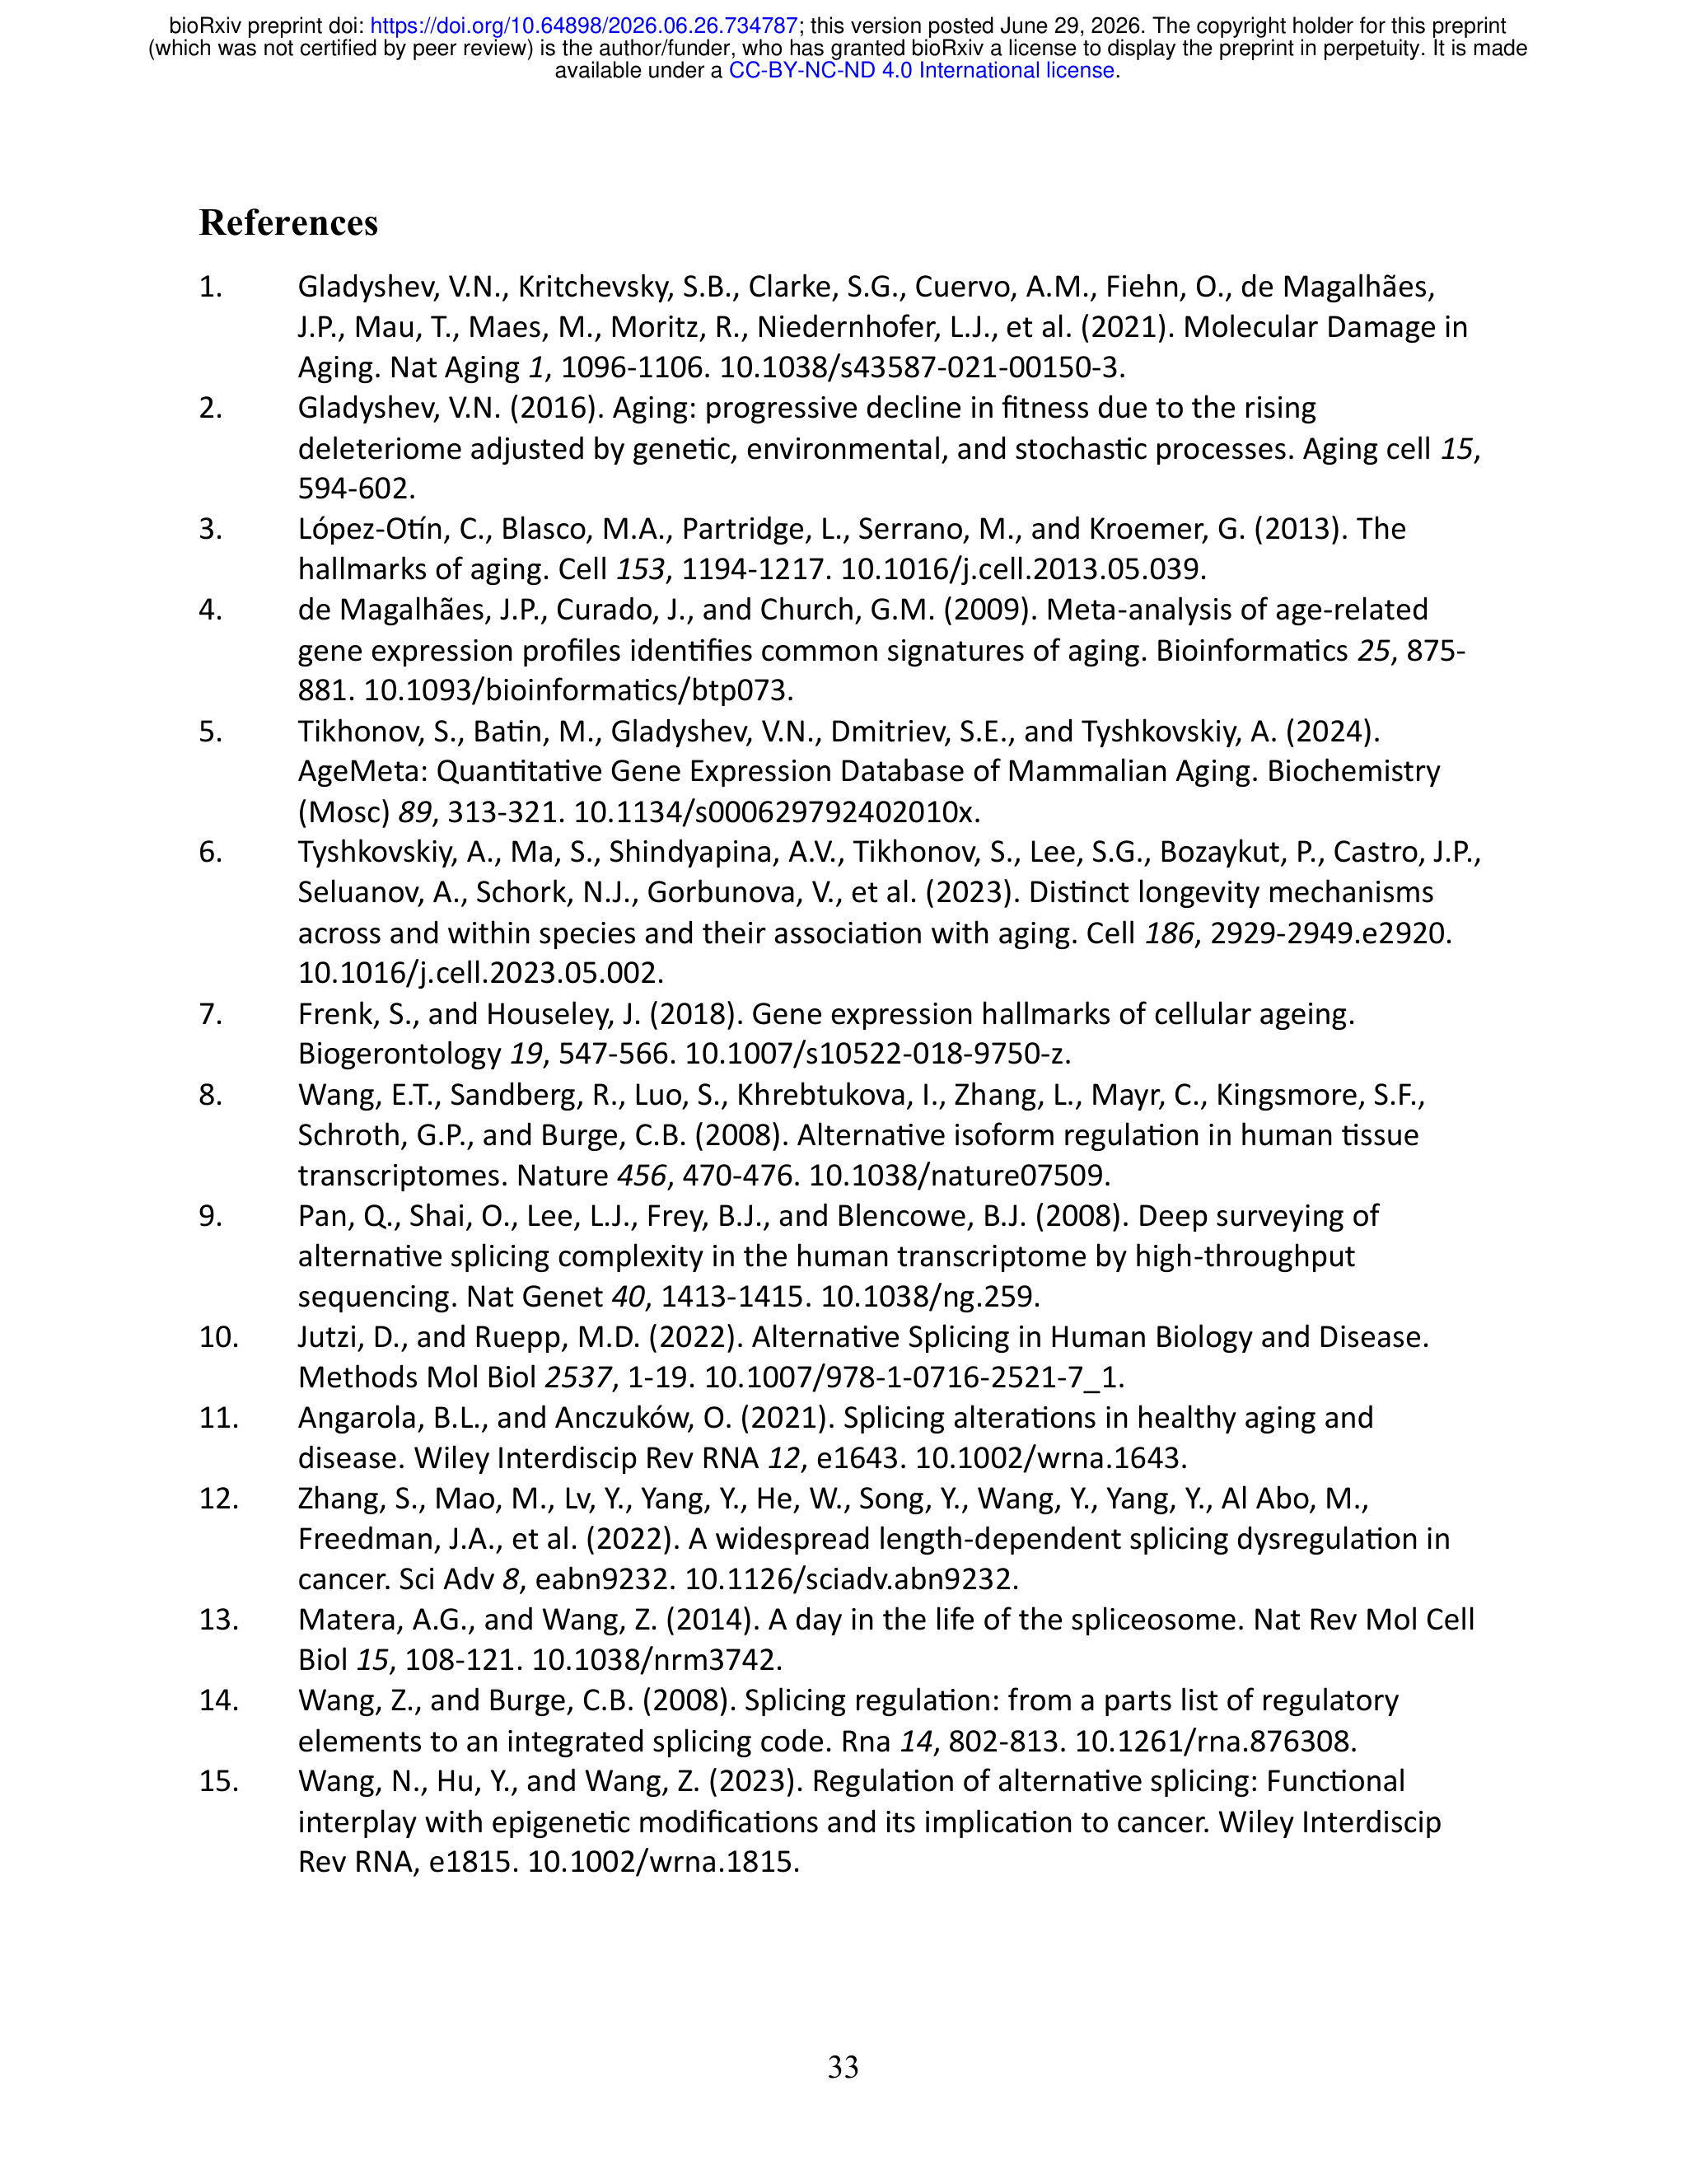 bioRxiv preprint doi: https://doi.org/10.64898/2026.06.26.734787; this version posted June 29, 2026. The copyright holder for this preprint
(which was not certified by peer review) is the author/funder, who has granted bioRxiv a license to display the preprint in perpetuity. It is made
available under a CC-BY-NC-ND 4.0 International license.
References
1. Gladyshev, V.N., Kritchevsky, S.B., Clarke, S.G., Cuervo, A.M., Fiehn, O., de Magalhães,
J.P., Mau, T., Maes, M., Moritz, R., Niedernhofer, L.J., et al. (2021). Molecular Damage in
Aging. Nat Aging 1, 1096-1106. 10.1038/s43587-021-00150-3.
2. Gladyshev, V.N. (2016). Aging: progressive decline in fitness due to the rising
deleteriome adjusted by genetic, environmental, and stochastic processes. Aging cell 15,
594-602.
3. López-Otín, C., Blasco, M.A., Partridge, L., Serrano, M., and Kroemer, G. (2013). The
hallmarks of aging. Cell 153, 1194-1217. 10.1016/j.cell.2013.05.039.
4. de Magalhães, J.P., Curado, J., and Church, G.M. (2009). Meta-analysis of age-related
gene expression profiles identifies common signatures of aging. Bioinformatics 25, 875-
881. 10.1093/bioinformatics/btp073.
5. Tikhonov, S., Batin, M., Gladyshev, V.N., Dmitriev, S.E., and Tyshkovskiy, A. (2024).
AgeMeta: Quantitative Gene Expression Database of Mammalian Aging. Biochemistry
(Mosc) 89, 313-321. 10.1134/s000629792402010x.
6. Tyshkovskiy, A., Ma, S., Shindyapina, A.V., Tikhonov, S., Lee, S.G., Bozaykut, P., Castro, J.P.,
Seluanov, A., Schork, N.J., Gorbunova, V., et al. (2023). Distinct longevity mechanisms
across and within species and their association with aging. Cell 186, 2929-2949.e2920.
10.1016/j.cell.2023.05.002.
7. Frenk, S., and Houseley, J. (2018). Gene expression hallmarks of cellular ageing.
Biogerontology 19, 547-566. 10.1007/s10522-018-9750-z.
8. Wang, E.T., Sandberg, R., Luo, S., Khrebtukova, I., Zhang, L., Mayr, C., Kingsmore, S.F.,
Schroth, G.P., and Burge, C.B. (2008). Alternative isoform regulation in human tissue
transcriptomes. Nature 456, 470-476. 10.1038/nature07509.
9. Pan, Q., Shai, O., Lee, L.J., Frey, B.J., and Blencowe, B.J. (2008). Deep surveying of
alternative splicing complexity in the human transcriptome by high-throughput
sequencing. Nat Genet 40, 1413-1415. 10.1038/ng.259.
10. Jutzi, D., and Ruepp, M.D. (2022). Alternative Splicing in Human Biology and Disease.
Methods Mol Biol 2537, 1-19. 10.1007/978-1-0716-2521-7_1.
11. Angarola, B.L., and Anczuków, O. (2021). Splicing alterations in healthy aging and
disease. Wiley Interdiscip Rev RNA 12, e1643. 10.1002/wrna.1643.
12. Zhang, S., Mao, M., Lv, Y., Yang, Y., He, W., Song, Y., Wang, Y., Yang, Y., Al Abo, M.,
Freedman, J.A., et al. (2022). A widespread length-dependent splicing dysregulation in
cancer. Sci Adv 8, eabn9232. 10.1126/sciadv.abn9232.
13. Matera, A.G., and Wang, Z. (2014). A day in the life of the spliceosome. Nat Rev Mol Cell
Biol 15, 108-121. 10.1038/nrm3742.
14. Wang, Z., and Burge, C.B. (2008). Splicing regulation: from a parts list of regulatory
elements to an integrated splicing code. Rna 14, 802-813. 10.1261/rna.876308.
15. Wang, N., Hu, Y., and Wang, Z. (2023). Regulation of alternative splicing: Functional
interplay with epigenetic modifications and its implication to cancer. Wiley Interdiscip
Rev RNA, e1815. 10.1002/wrna.1815.
33